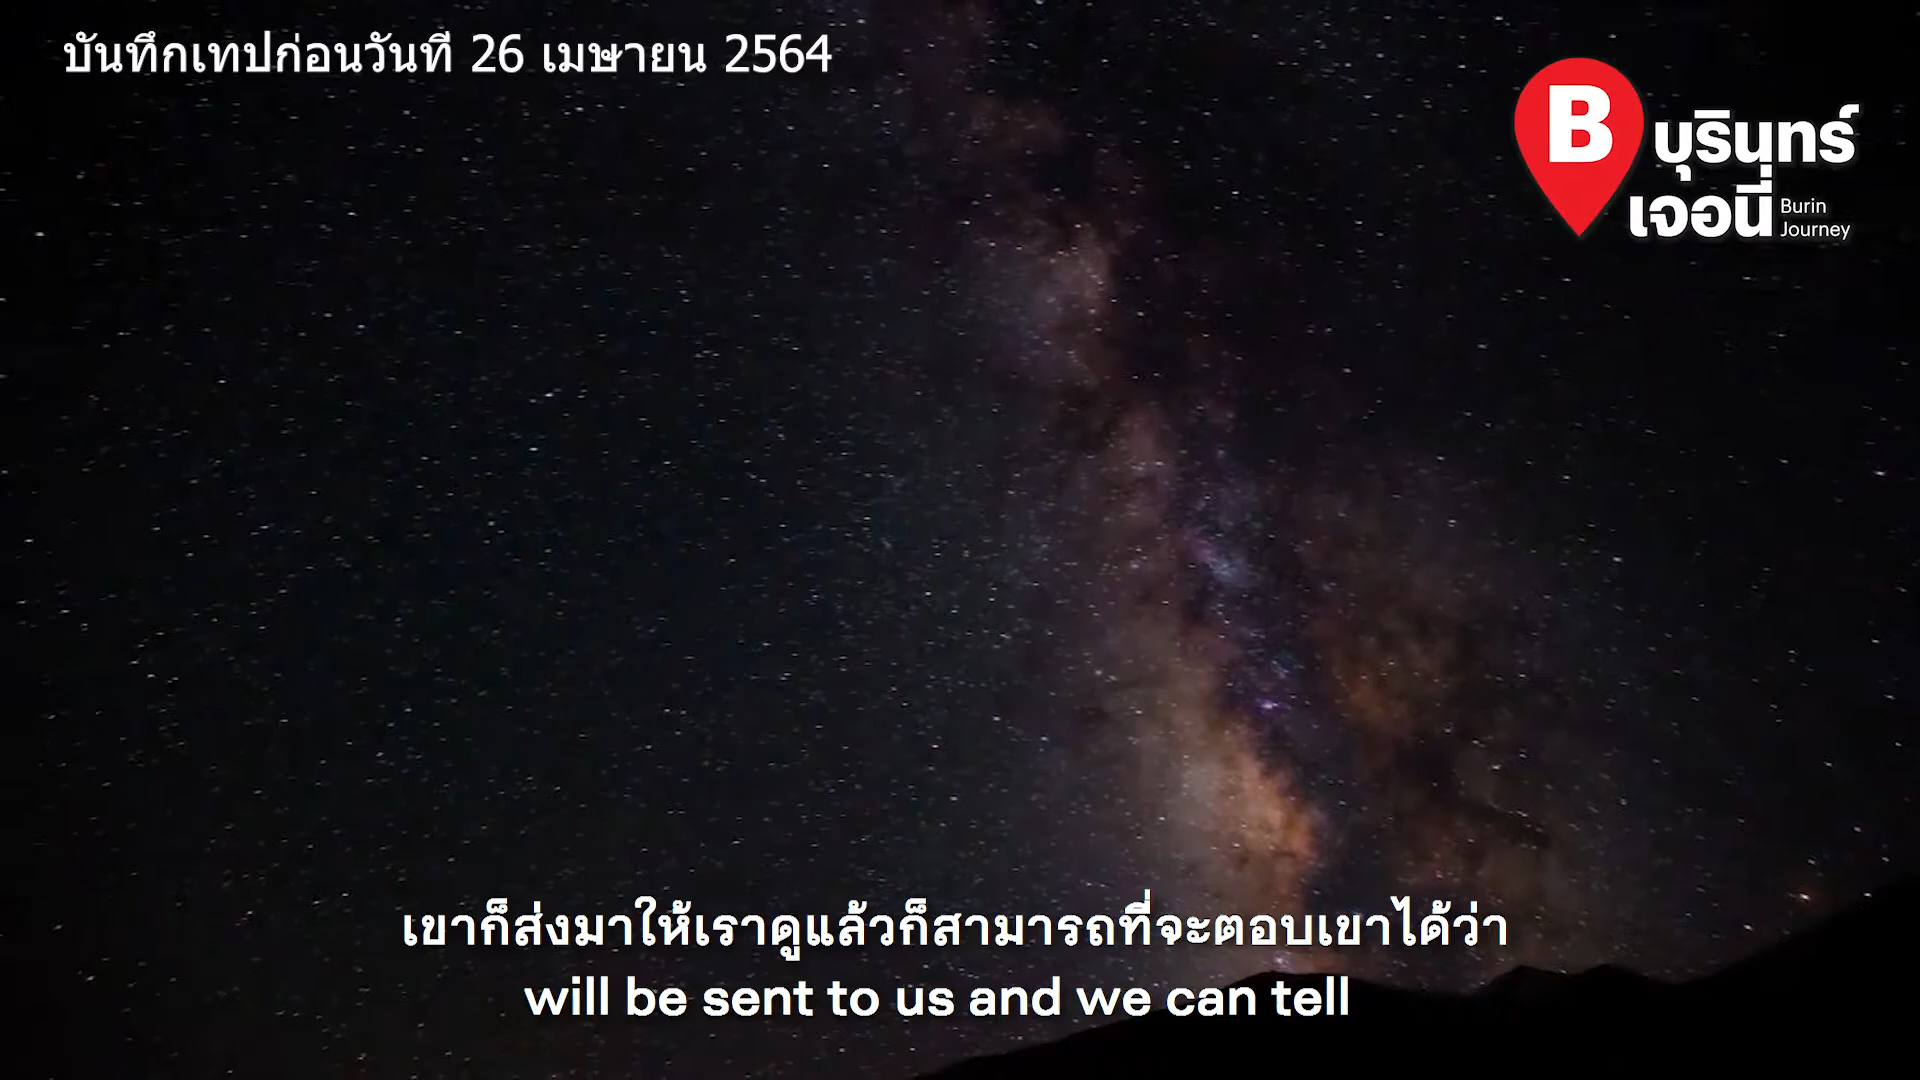 บันทึกเทปก่อนวันที่ 26 เมษายน 2564
B
บุรินทร์
เจอนี่
Burin
Journey
เขาก็ส่งมาให้เราดูแล้วก็สามารถที่จะตอบเขาได้ว่า
will be sent to us and we can tell